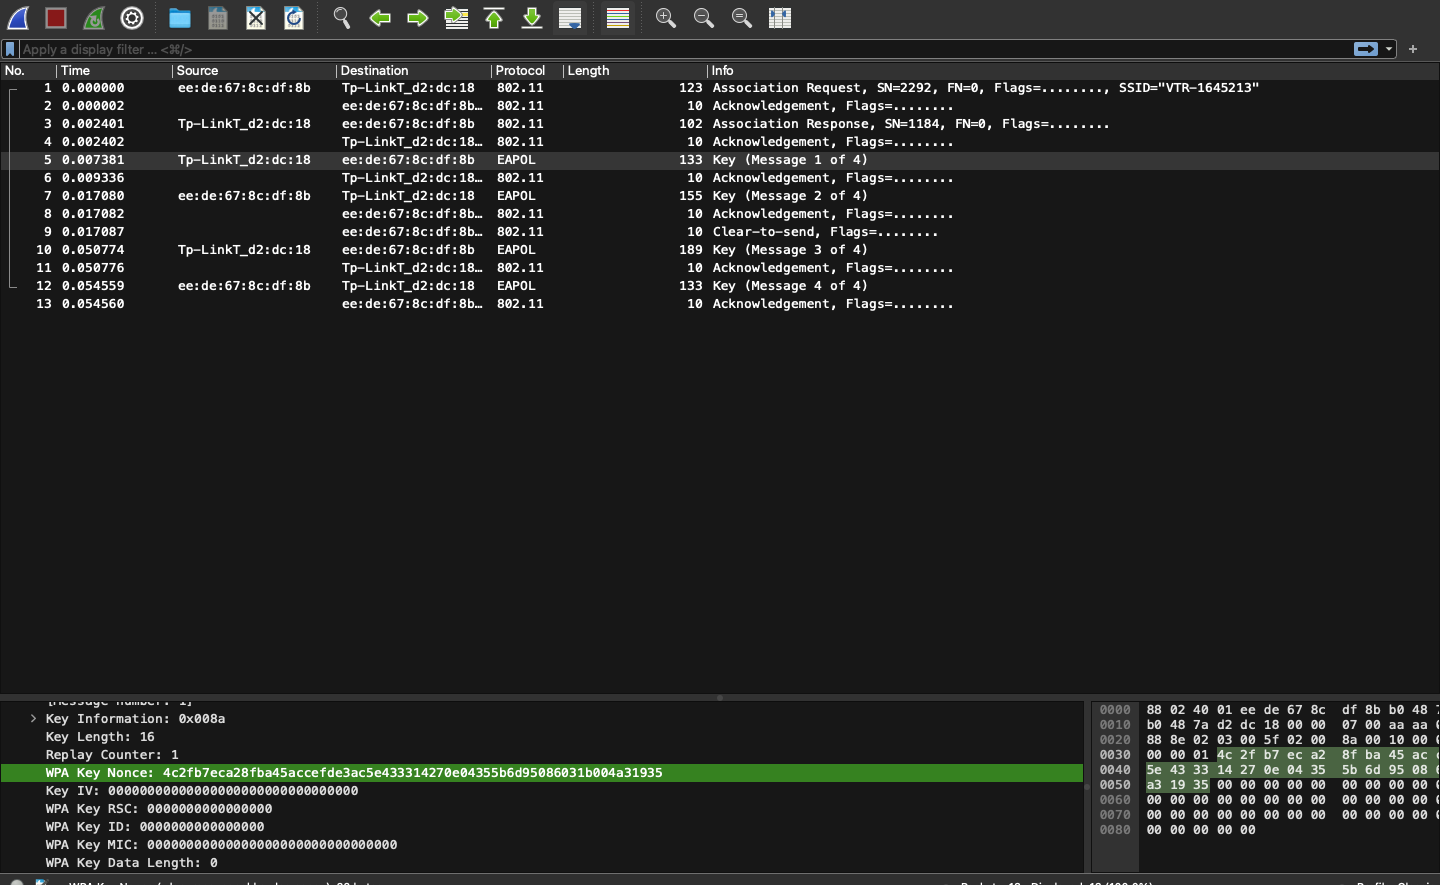 Apply a display filter ... <⌘/>
No. Time Source Destination Protocol Length Info
1 0.000000 ee:de:67:8c:df:8b Tp-LinkT_d2:dc:18 802.11 123 Association Request, SN=2292, FN=0, Flags=........, SSID="VTR-1645213"
2 0.000002 ee:de:67:8c:df:8b… 802.11 10 Acknowledgement, Flags=........
3 0.002401 Tp-LinkT_d2:dc:18 ee:de:67:8c:df:8b 802.11 102 Association Response, SN=1184, FN=0, Flags=........
4 0.002402 Tp-LinkT_d2:dc:18… 802.11 10 Acknowledgement, Flags=........
5 0.007381 Tp-LinkT_d2:dc:18 ee:de:67:8c:df:8b EAPOL 133 Key (Message 1 of 4)
6 0.009336 Tp-LinkT_d2:dc:18… 802.11 10 Acknowledgement, Flags=........
7 0.017080 ee:de:67:8c:df:8b Tp-LinkT_d2:dc:18 EAPOL 155 Key (Message 2 of 4)
8 0.017082 ee:de:67:8c:df:8b… 802.11 10 Acknowledgement, Flags=........
9 0.017087 ee:de:67:8c:df:8b… 802.11 10 Clear-to-send, Flags=........
10 0.050774 Tp-LinkT_d2:dc:18 ee:de:67:8c:df:8b EAPOL 189 Key (Message 3 of 4)
11 0.050776 Tp-LinkT_d2:dc:18… 802.11 10 Acknowledgement, Flags=........
12 0.054559 ee:de:67:8c:df:8b Tp-LinkT_d2:dc:18 EAPOL 133 Key (Message 4 of 4)
13 0.054560 ee:de:67:8c:df:8b… 802.11 10 Acknowledgement, Flags=........
[Message number: 1]
Key Information: 0x008a
Key Length: 16
Replay Counter: 1
WPA Key Nonce: 4c2fb7eca28fba45accefde3ac5e433314270e04355b6d95086031b004a31935
Key IV: 00000000000000000000000000000000
WPA Key RSC: 0000000000000000
WPA Key ID: 0000000000000000
WPA Key MIC: 00000000000000000000000000000000
WPA Key Data Length: 0
0000 88 02 40 01 ee de 67 8c df 8b b0 48
0010 b0 48 7a d2 dc 18 00 00 07 00 aa aa
0020 88 8e 02 03 00 5f 02 00 8a 00 10 00
0030 00 00 01 4c 2f b7 ec a2 8f ba 45 ac
0040 5e 43 33 14 27 0e 04 35 5b 6d 95 08
0050 a3 19 35 00 00 00 00 00 00 00 00 00
0060 00 00 00 00 00 00 00 00 00 00 00 00
0070 00 00 00 00 00 00 00 00 00 00 00 00
0080 00 00 00 00 00